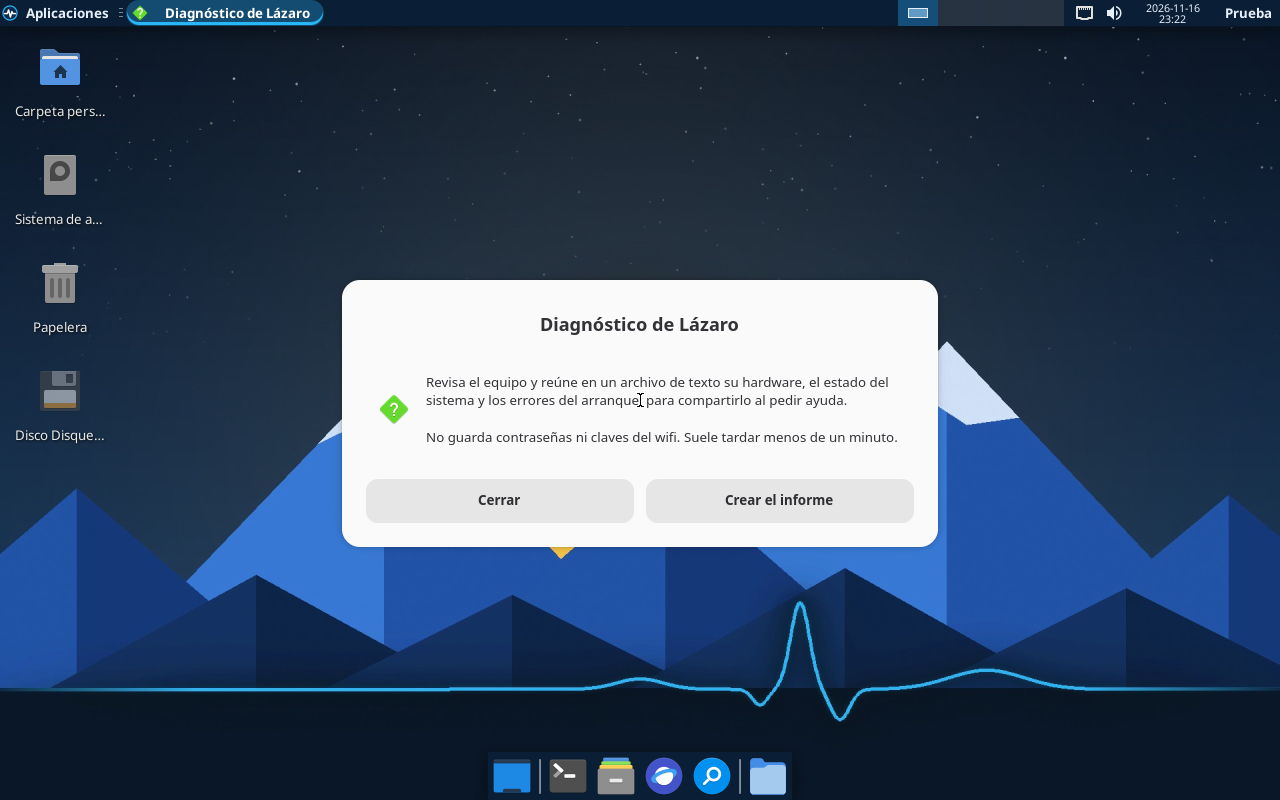 Aplicaciones
Diagnóstico de Lázaro
2026-11-16
23:22
Prueba
Carpeta pers...
Sistema de a...
Papelera
Disco Disque...
Diagnóstico de Lázaro
Revisa el equipo y reúne en un archivo de texto su hardware, el estado del
sistema y los errores del arranque, para compartirlo al pedir ayuda.
No guarda contraseñas ni claves del wifi. Suele tardar menos de un minuto.
Cerrar
Crear el informe